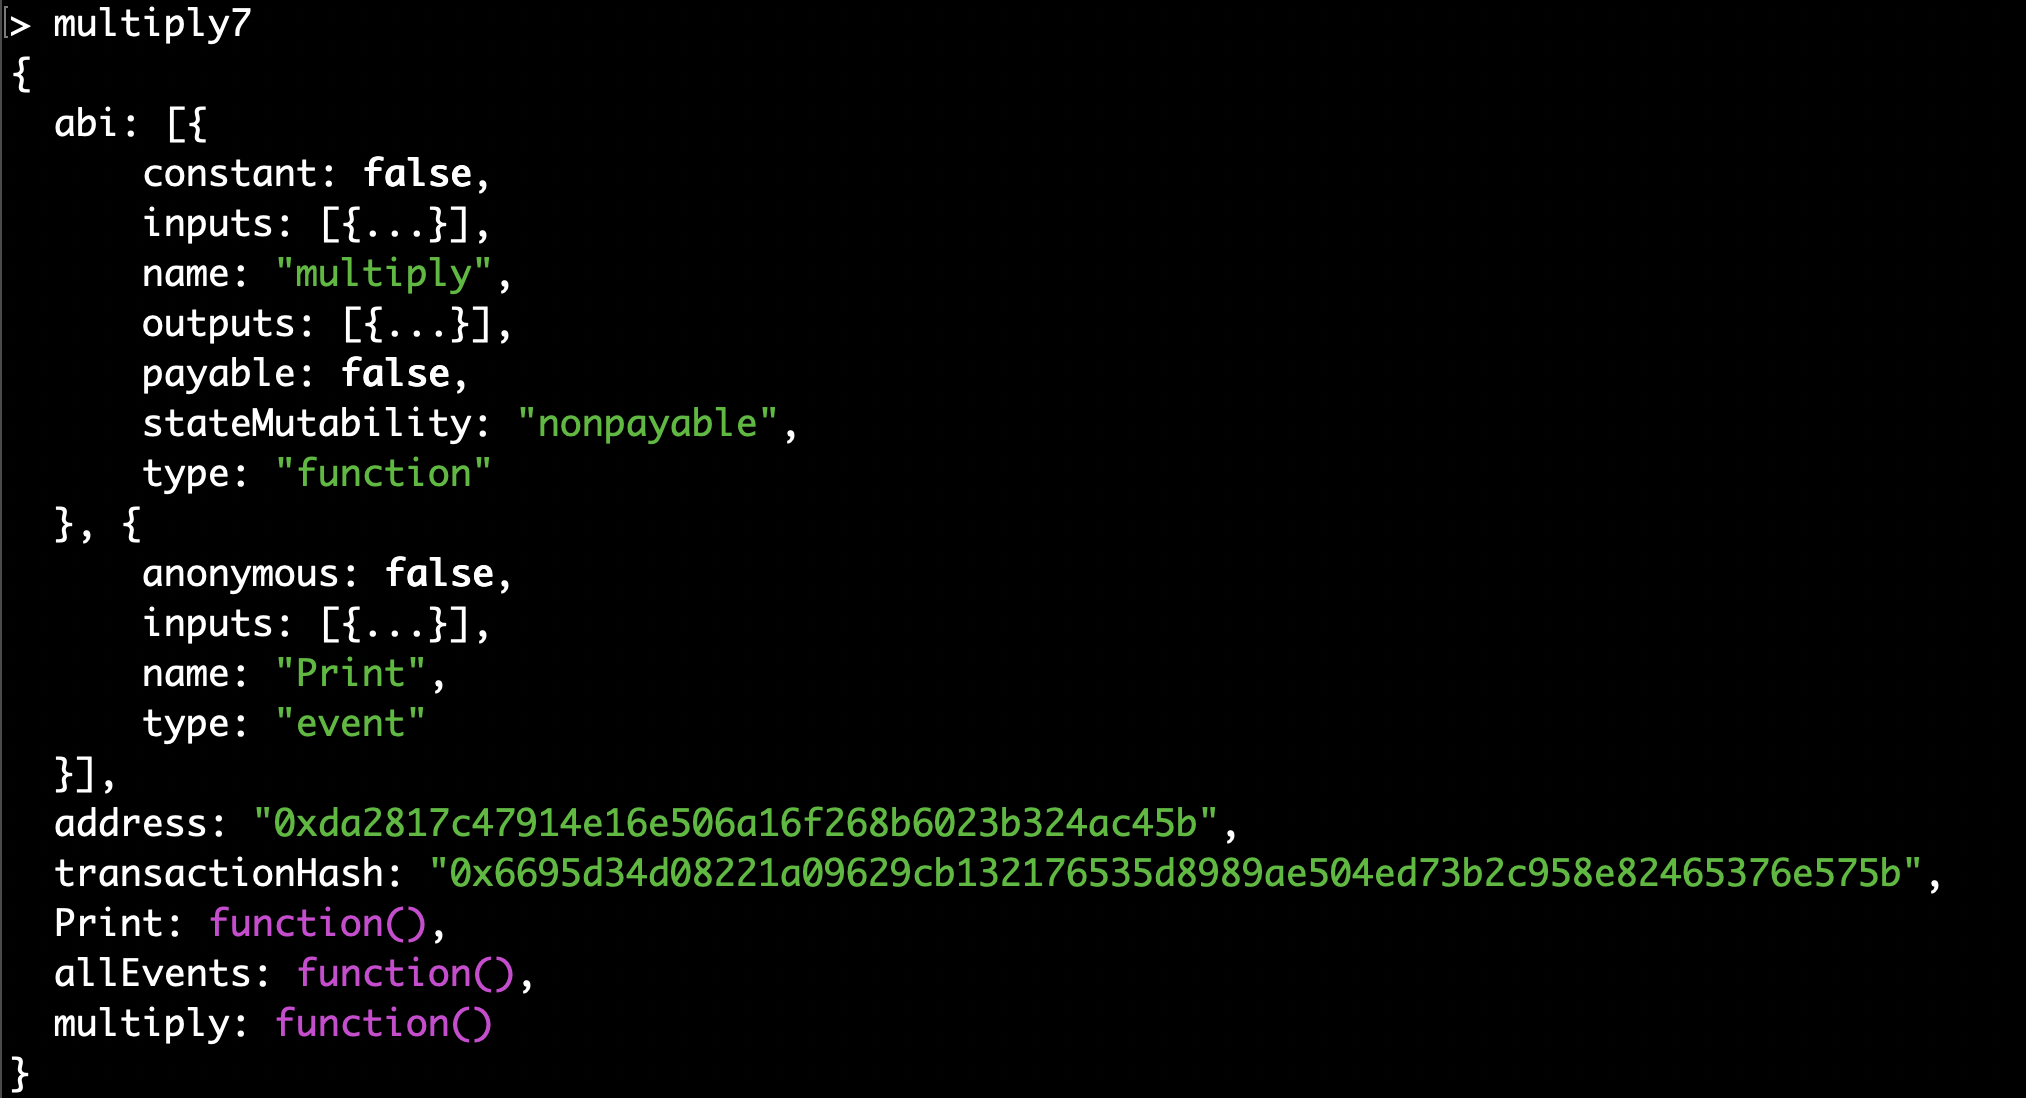 > multiply7
{
  abi: [{
      constant: false,
      inputs: [{...}],
      name: "multiply",
      outputs: [{...}],
      payable: false,
      stateMutability: "nonpayable",
      type: "function"
  }, {
      anonymous: false,
      inputs: [{...}],
      name: "Print",
      type: "event"
  }],
  address: "0xda2817c47914e16e506a16f268b6023b324ac45b",
  transactionHash: "0x6695d34d08221a09629cb132176535d8989ae504ed73b2c958e82465376e575b",
  Print: function(),
  allEvents: function(),
  multiply: function()
}